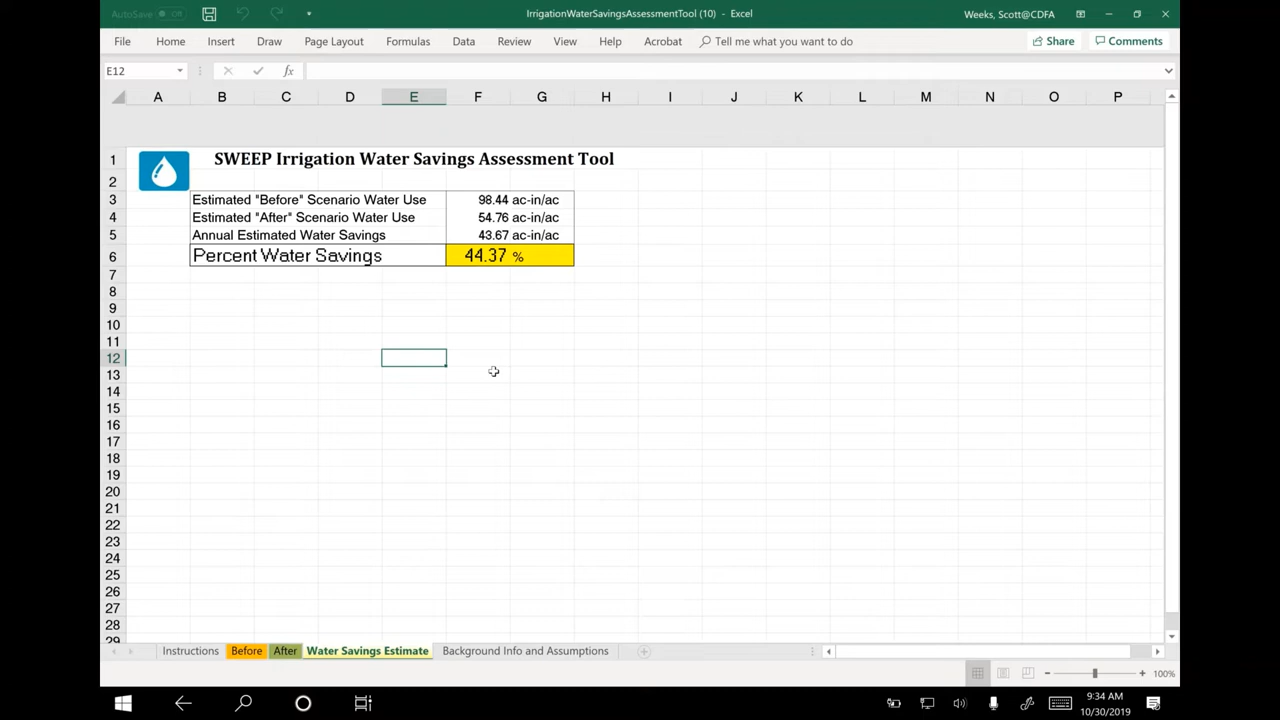 AutoSave Off IrrigationWaterSavingsAssessmentTool (10) - Excel Weeks, Scott@CDFA
File Home Insert Draw Page Layout Formulas Data Review View Help Acrobat Tell me what you want to do Share Comments
E12 fx
A B C D E F G H I J K L M N O P
1 SWEEP Irrigation Water Savings Assessment Tool
2
3 Estimated "Before" Scenario Water Use 98.44 ac-in/ac
4 Estimated "After" Scenario Water Use 54.76 ac-in/ac
5 Annual Estimated Water Savings 43.67 ac-in/ac
6 Percent Water Savings 44.37 %
7
8
9
10
11
12
13
14
15
16
17
18
19
20
21
22
23
24
25
26
27
28
29
Instructions Before After Water Savings Estimate Background Info and Assumptions
100%
9:34 AM
10/30/2019